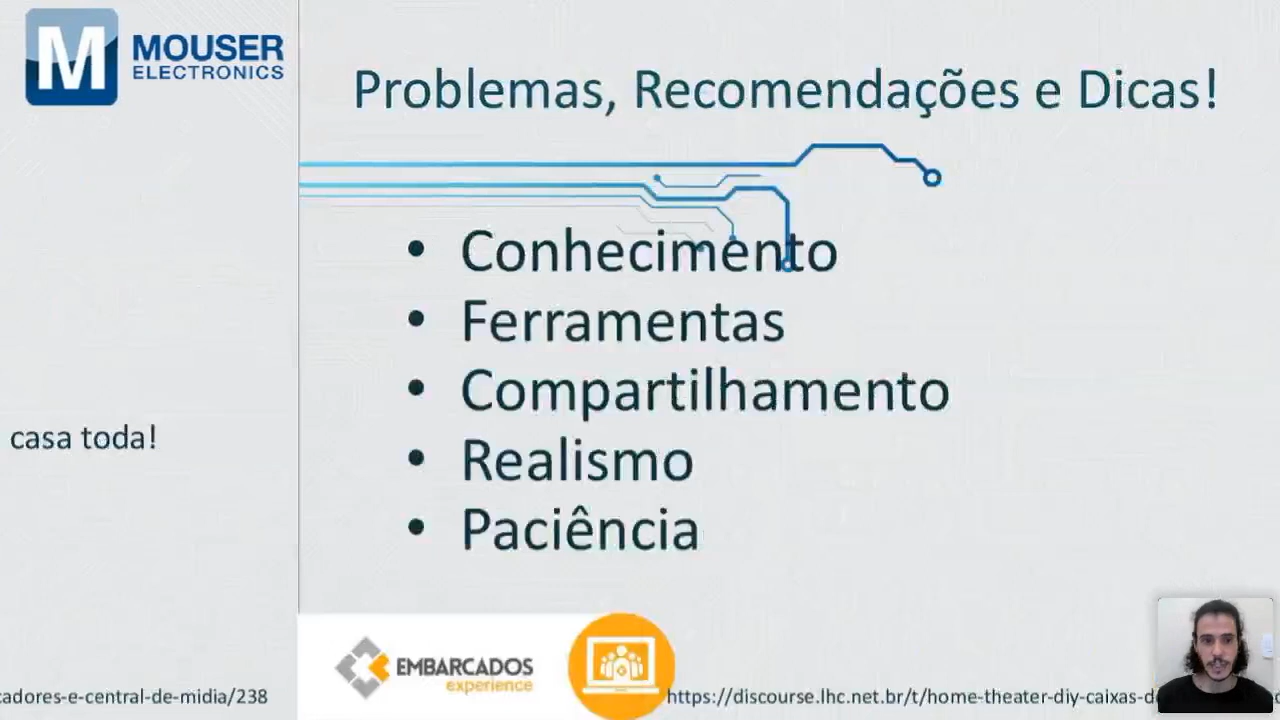 M MOUSER
ELECTRONICS
Problemas, Recomendações e Dicas!
• Conhecimento
• Ferramentas
• Compartilhamento
• Realismo
• Paciência
casa toda!
EMBARCADOS
experience
cadores-e-central-de-midia/238
https://discourse.lhc.net.br/t/home-theater-diy-caixas-d